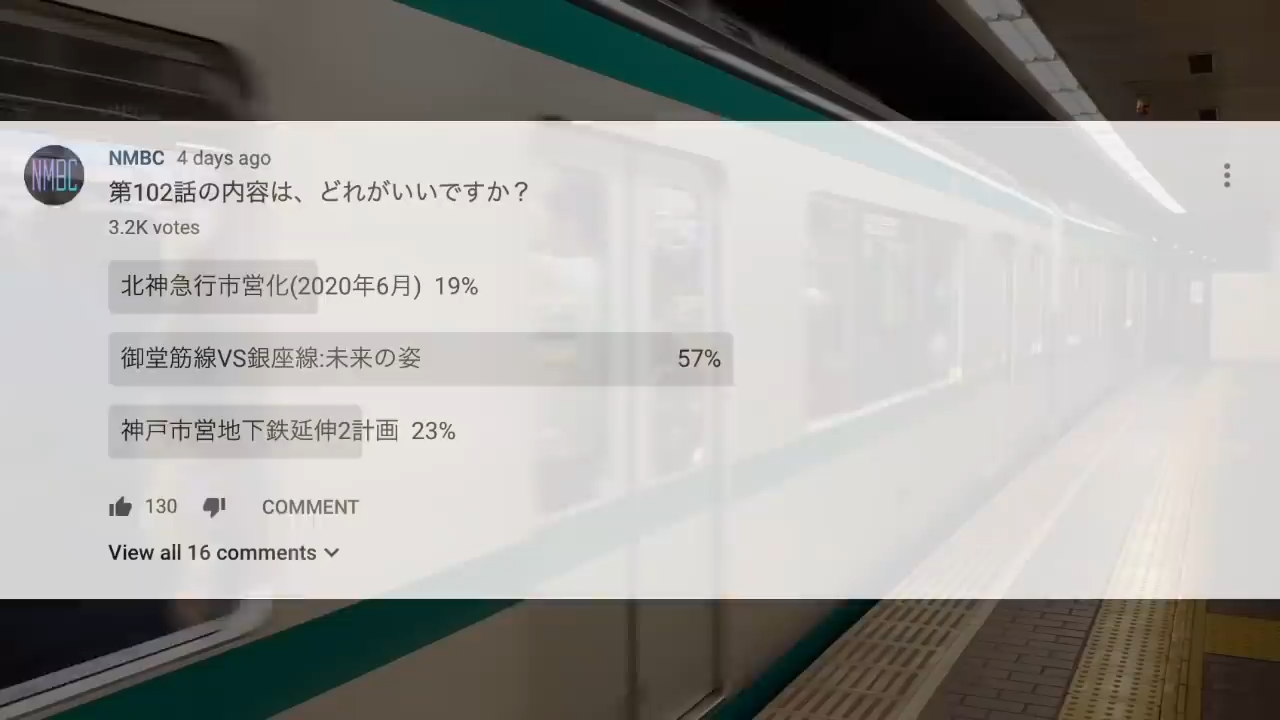 NMBC
NMBC 4 days ago
第102話の内容は、どれがいいですか？
3.2K votes
北神急行市営化(2020年6月) 19%
御堂筋線VS銀座線:未来の姿 57%
神戸市営地下鉄延伸2計画 23%
130 COMMENT
View all 16 comments